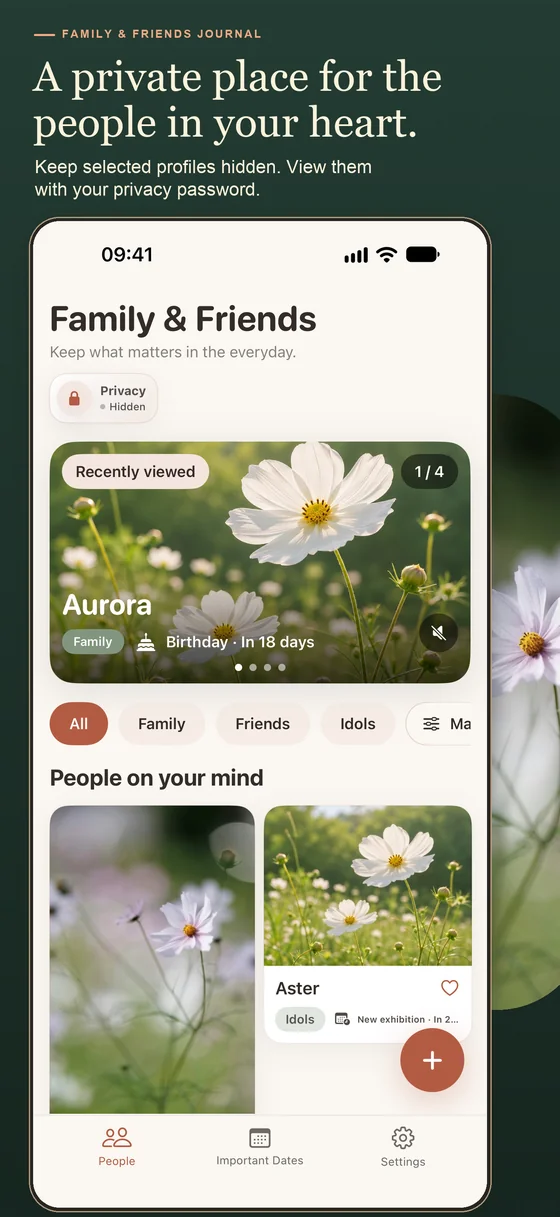 FAMILY & FRIENDS JOURNAL
A private place for the
people in your heart.
Keep selected profiles hidden. View them
with your privacy password.
09:41
Family & Friends
Keep what matters in the everyday.
Privacy
Hidden
Recently viewed
1 / 4
Aurora
Family
Birthday · In 18 days
All
Family
Friends
Idols
Ma
People on your mind
Aster
Idols
New exhibition · In 2...
People
Important Dates
Settings